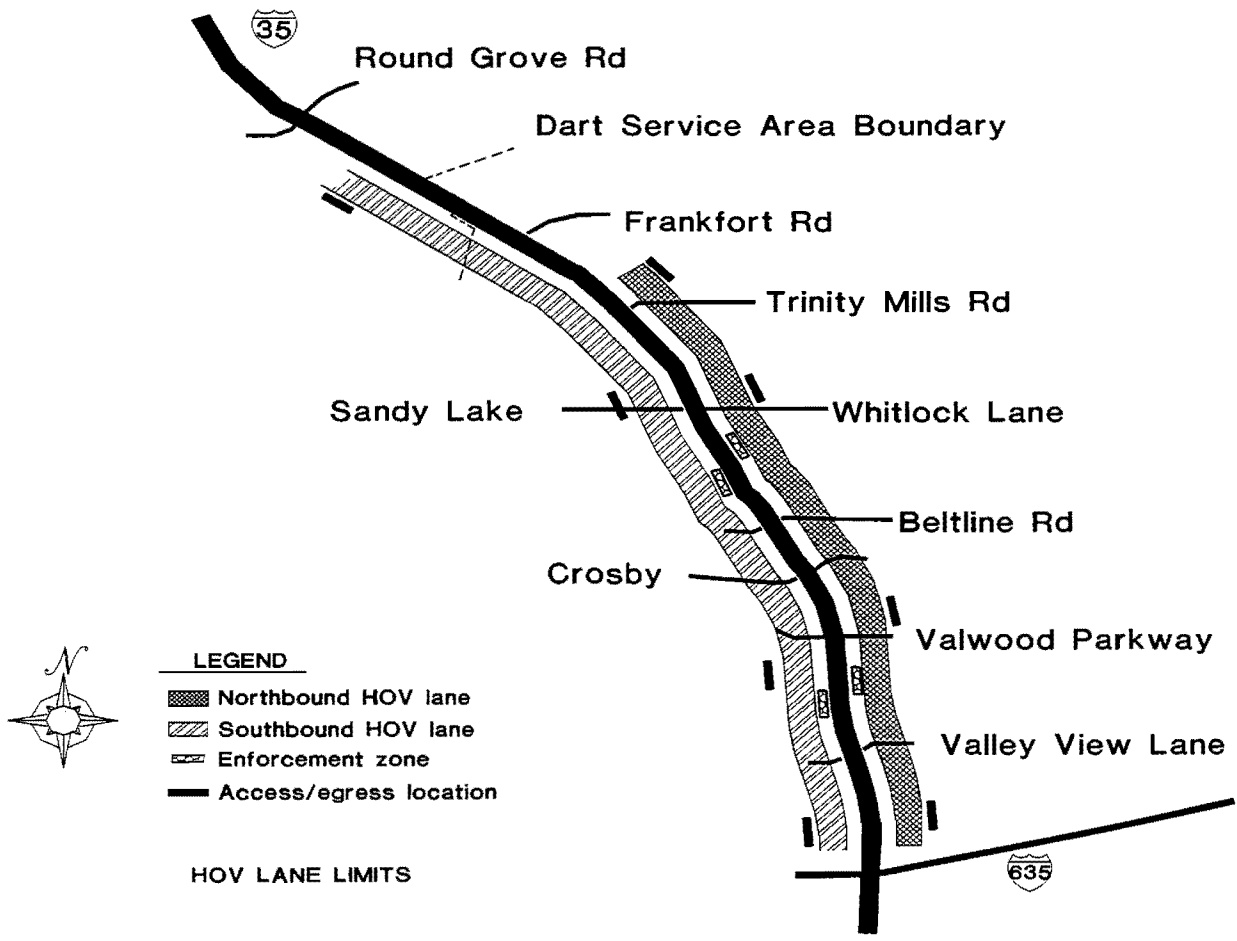 35
Round Grove Rd
Dart Service Area Boundary
Frankfort Rd
Trinity Mills Rd
Sandy Lake
Whitlock Lane
Beltline Rd
Crosby
Valwood Parkway
N
LEGEND
Northbound HOV lane
Southbound HOV lane
Enforcement zone
Access/egress location
Valley View Lane
HOV LANE LIMITS
635